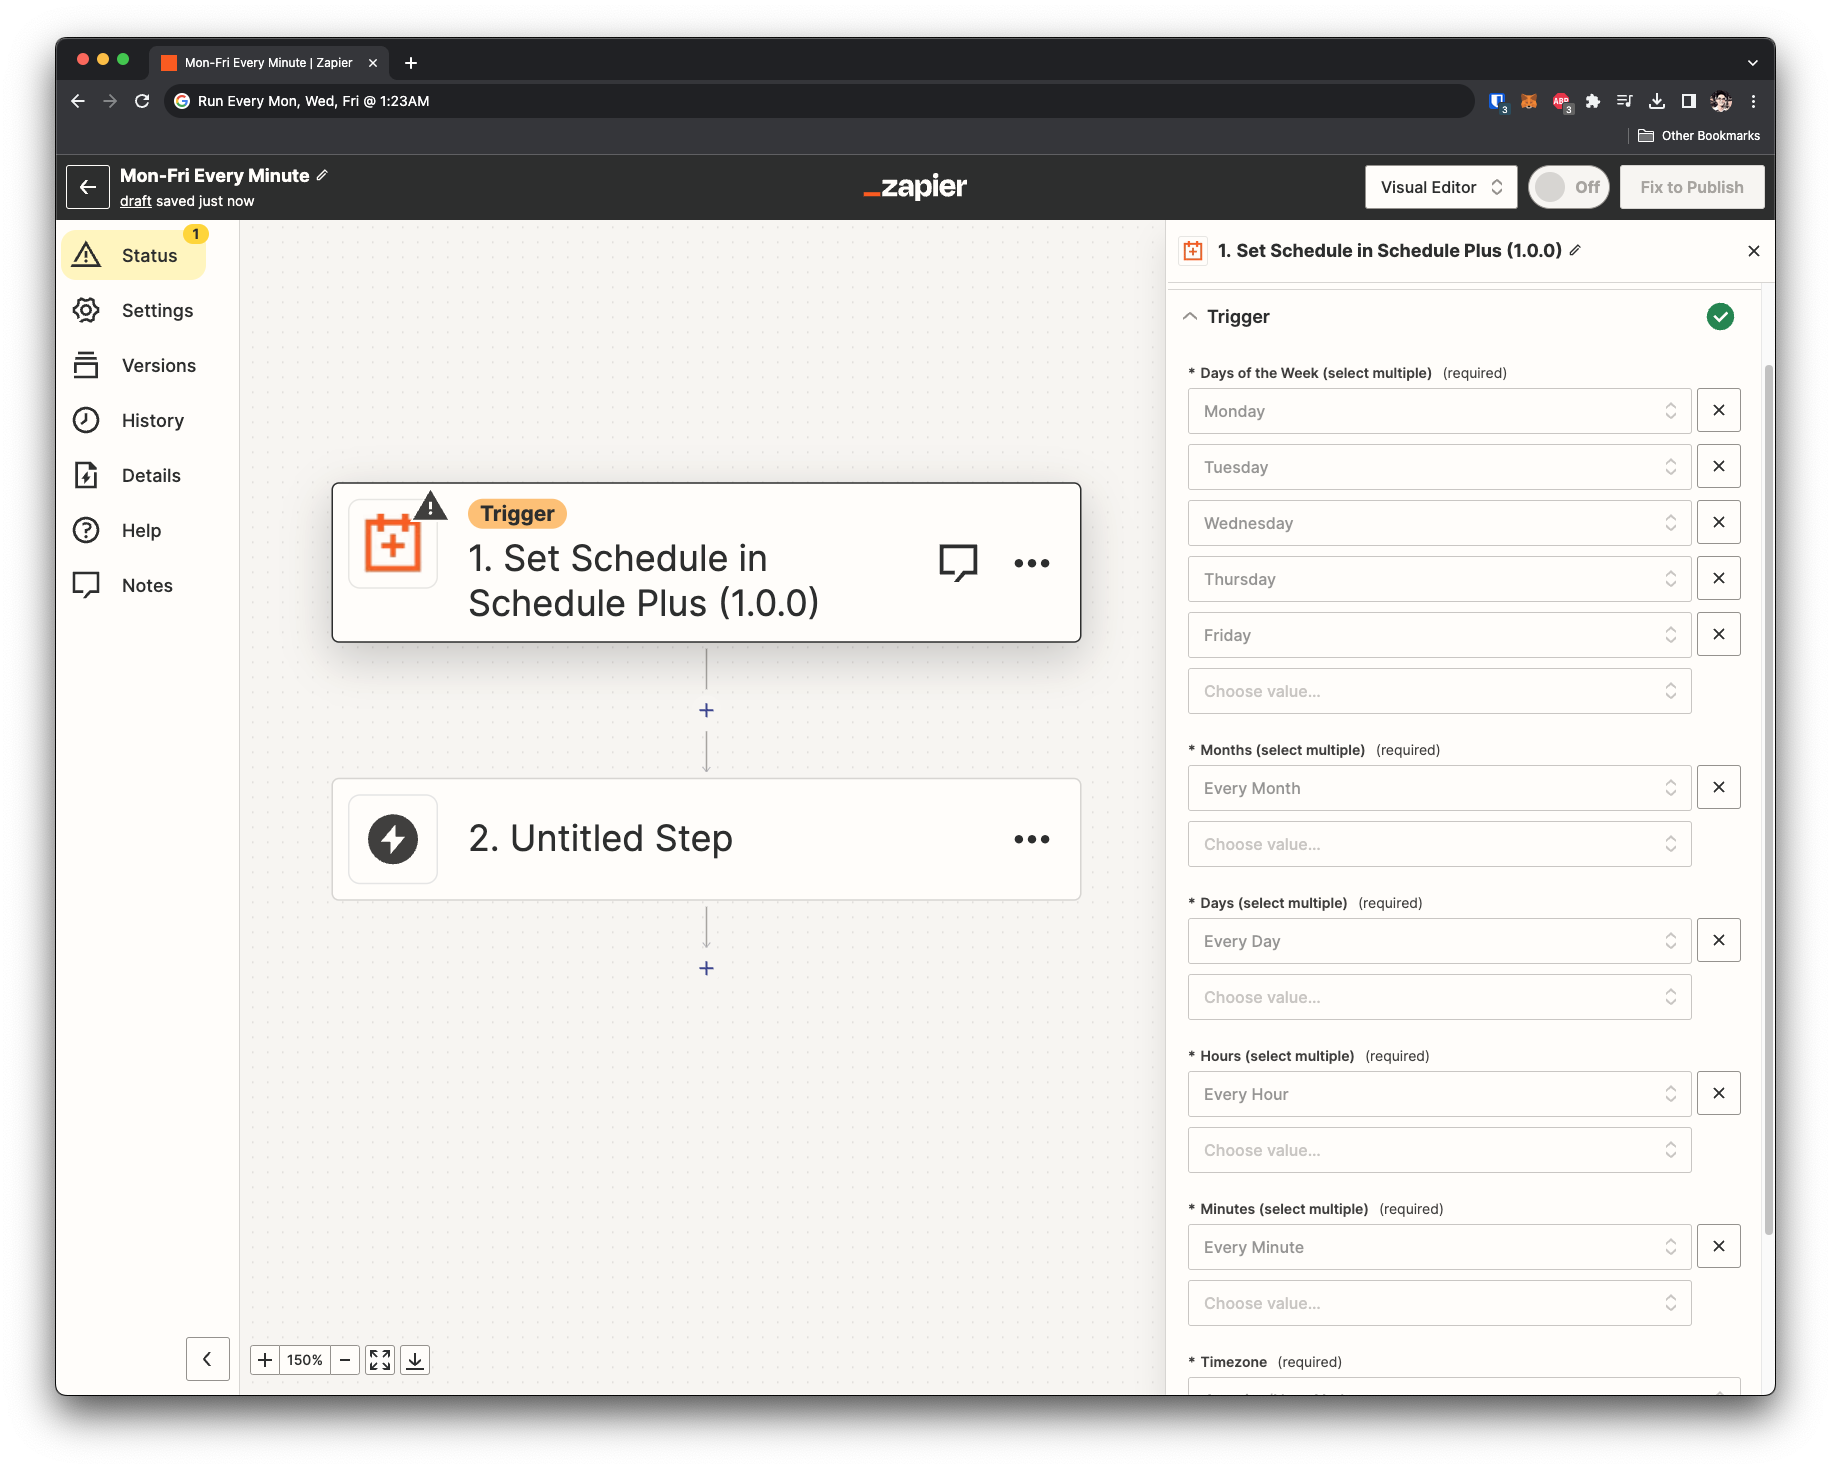 Mon-Fri Every Minute | Zapier
Run Every Mon, Wed, Fri @ 1:23AM
3
ABP
3
Other Bookmarks
Mon-Fri Every Minute
draft saved just now
_zapier
Visual Editor
Off
Fix to Publish
Status
1
Settings
Versions
History
Details
Help
Notes
Trigger
1. Set Schedule in
Schedule Plus (1.0.0)
2. Untitled Step
150%
1. Set Schedule in Schedule Plus (1.0.0)
Trigger
* Days of the Week (select multiple) (required)
Monday
Tuesday
Wednesday
Thursday
Friday
Choose value...
* Months (select multiple) (required)
Every Month
Choose value...
* Days (select multiple) (required)
Every Day
Choose value...
* Hours (select multiple) (required)
Every Hour
Choose value...
* Minutes (select multiple) (required)
Every Minute
Choose value...
* Timezone (required)